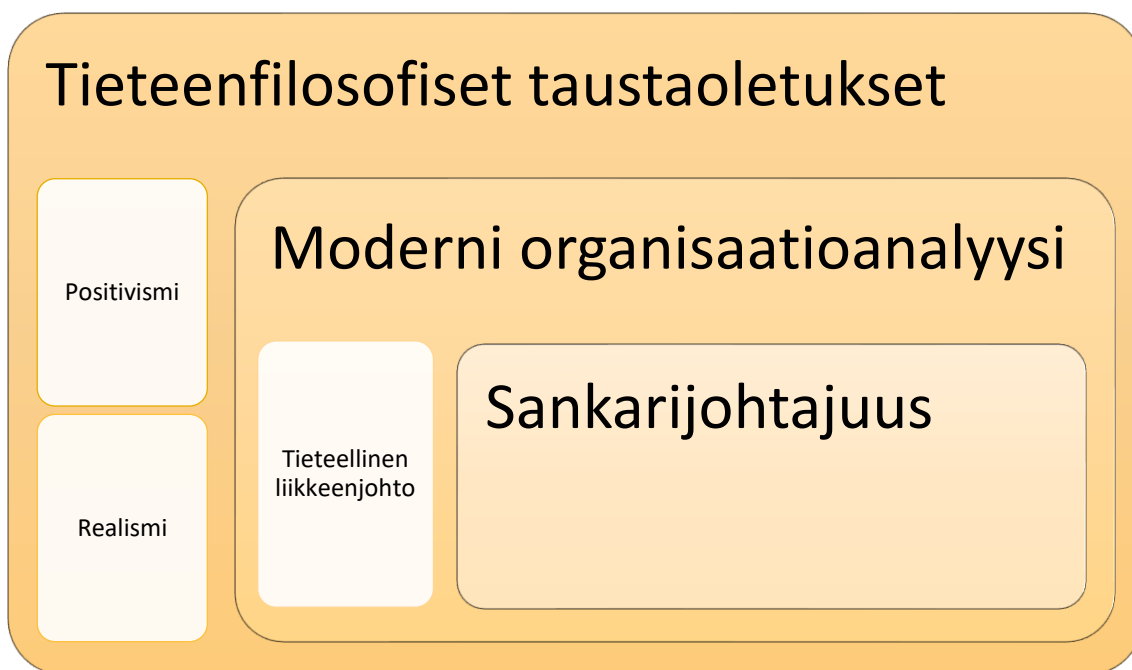 Tieteenfilosofiset taustaoletukset
Positivismi
Realismi
Moderni organisaatioanalyysi
Tieteellinen
liikkeenjohto
Sankarijohtajuus